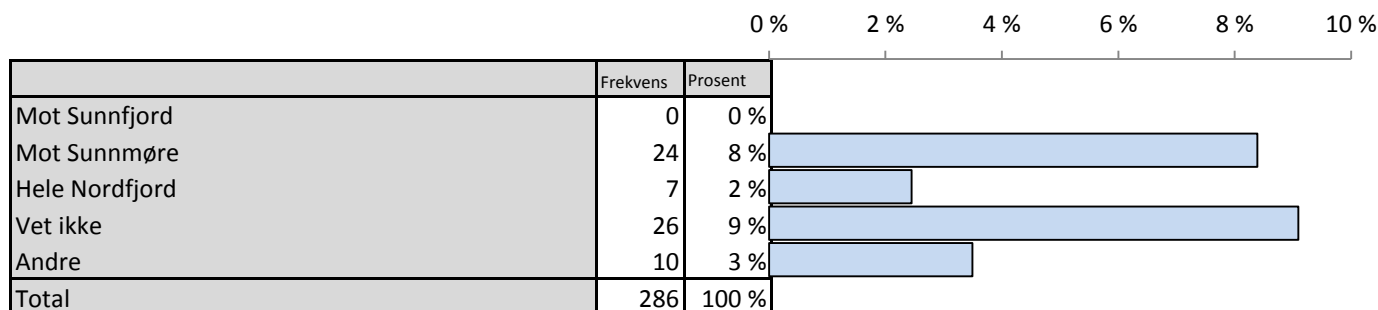 0 % 2 % 4 % 6 % 8 % 10 %
Frekvens Prosent
Mot Sunnfjord 0 0 %
Mot Sunnmøre 24 8 %
Hele Nordfjord 7 2 %
Vet ikke 26 9 %
Andre 10 3 %
Total 286 100 %